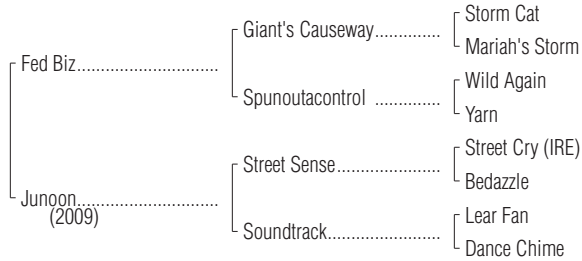 Storm Cat
Giant's Causeway..............
Mariah's Storm
Fed Biz..............................
Wild Again
Spunoutacontrol ..............
Yarn
Street Cry (IRE)
Street Sense......................
Bedazzle
Junoon..............................
(2009)
Lear Fan
Soundtrack........................
Dance Chime